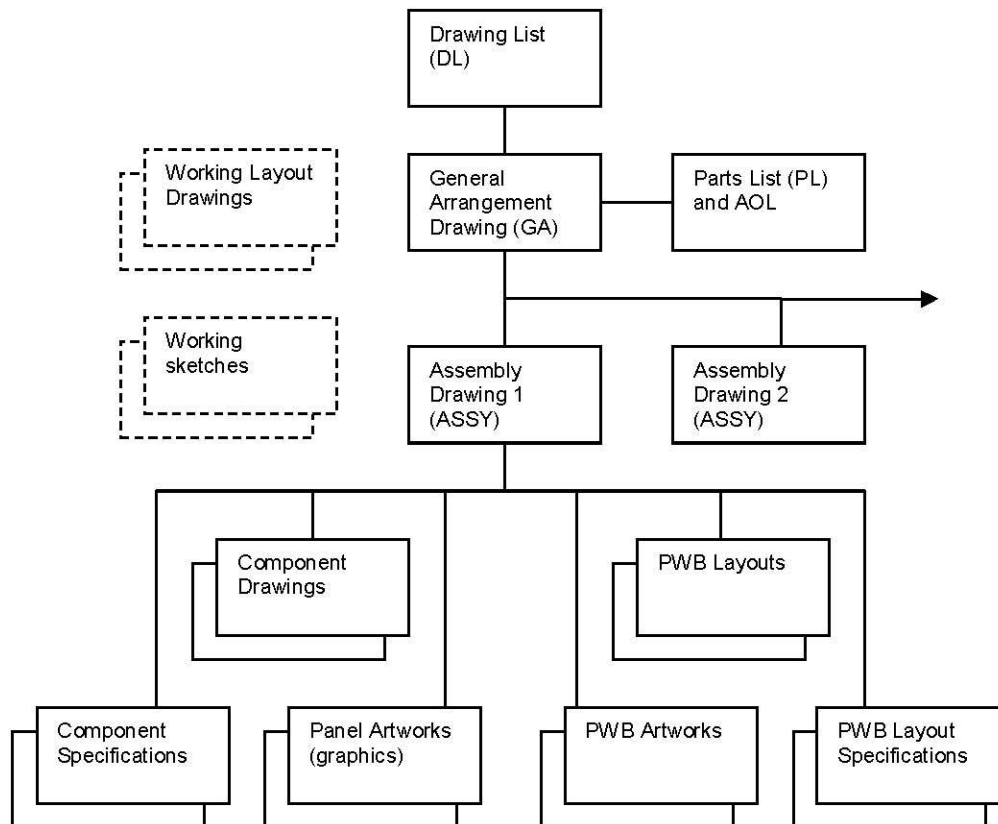 Drawing List
(DL)
Working Layout
Drawings
General
Arrangement
Drawing (GA)
Parts List (PL)
and AOL
Working
sketches
Assembly
Drawing 1
(ASSY)
Assembly
Drawing 2
(ASSY)
Component
Drawings
PWB Layouts
Component
Specifications
Panel Artworks
(graphics)
PWB Artworks
PWB Layout
Specifications